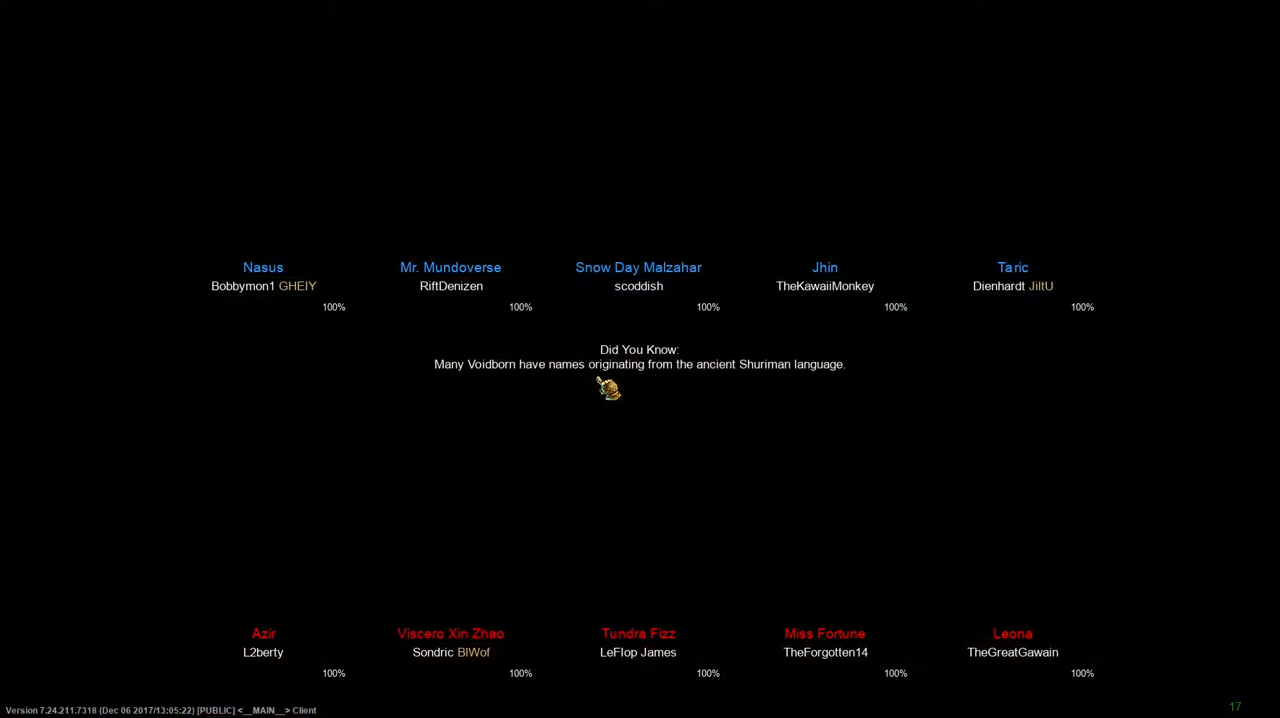 Nasus Mr. Mundoverse Snow Day Malzahar Jhin Taric
Bobbymon1 GHEIY RiftDenizen scoddish TheKawaiiMonkey Dienhardt JiltU
100% 100% 100% 100% 100%
Did You Know:
Many Voidborn have names originating from the ancient Shuriman language.
Azir Viscero Xin Zhao Tundra Fizz Miss Fortune Leona
L2berty Sondric BlWof LeFlop James TheForgotten14 TheGreatGawain
100% 100% 100% 100% 100%
Version 7.24.211.7318 (Dec 06 2017/13:05:22) [PUBLIC] <__MAIN__> Client 17